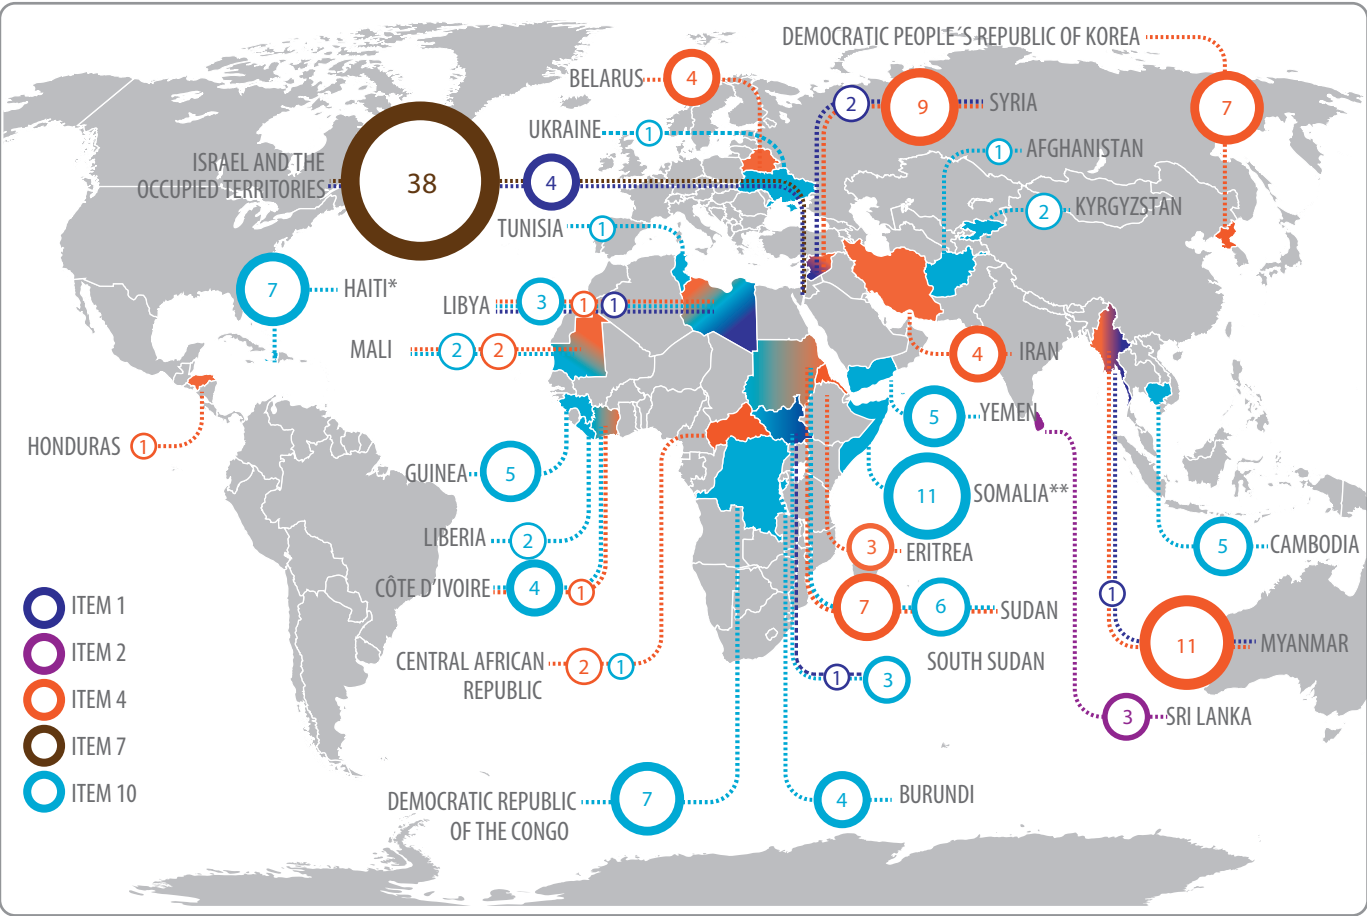 DEMOCRATIC PEOPLE´S REPUBLIC OF KOREA
7
BELARUS
4
2
9
SYRIA
UKRAINE
1
1
AFGHANISTAN
ISRAEL AND THE
OCCUPIED TERRITORIES
38
4
2
KYRGYZSTAN
TUNISIA
1
7
HAITI*
LIBYA
3
1
1
MALI
2
2
4
IRAN
5
YEMEN
HONDURAS
1
GUINEA
5
11
SOMALIA**
LIBERIA
2
3
ERITREA
5
CAMBODIA
CÔTE D'IVOIRE
4
1
7
6
SUDAN
1
11
MYANMAR
CENTRAL AFRICAN
REPUBLIC
2
1
SOUTH SUDAN
1
3
3
SRI LANKA
DEMOCRATIC REPUBLIC
OF THE CONGO
7
4
BURUNDI
ITEM 1
ITEM 2
ITEM 4
ITEM 7
ITEM 10